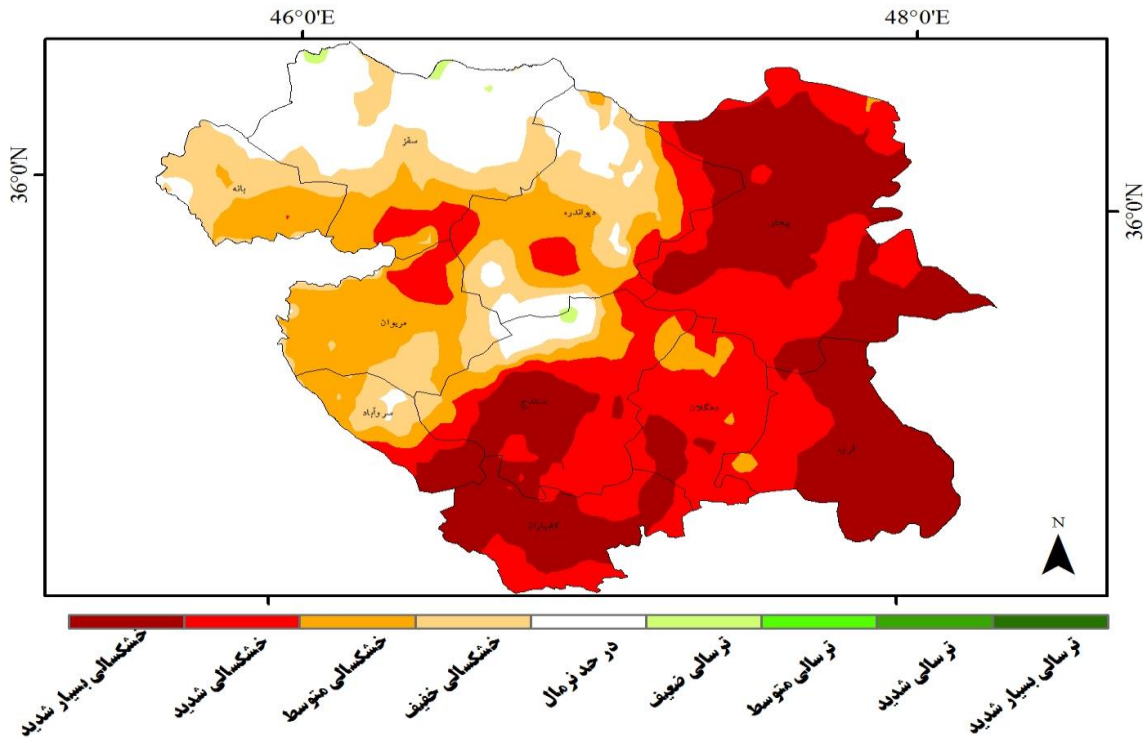 46°0'E 48°0'E
36°0'N 36°0'N
سقز
بانه
دیواندره
بیجار
مریوان
سنندج
دهگلان
سروآباد
قروه
کامیاران
N
خشکسالی بسیار شدید
خشکسالی شدید
خشکسالی متوسط
خشکسالی خفیف
در حد نرمال
ترسالی ضعیف
ترسالی متوسط
ترسالی شدید
ترسالی بسیار شدید